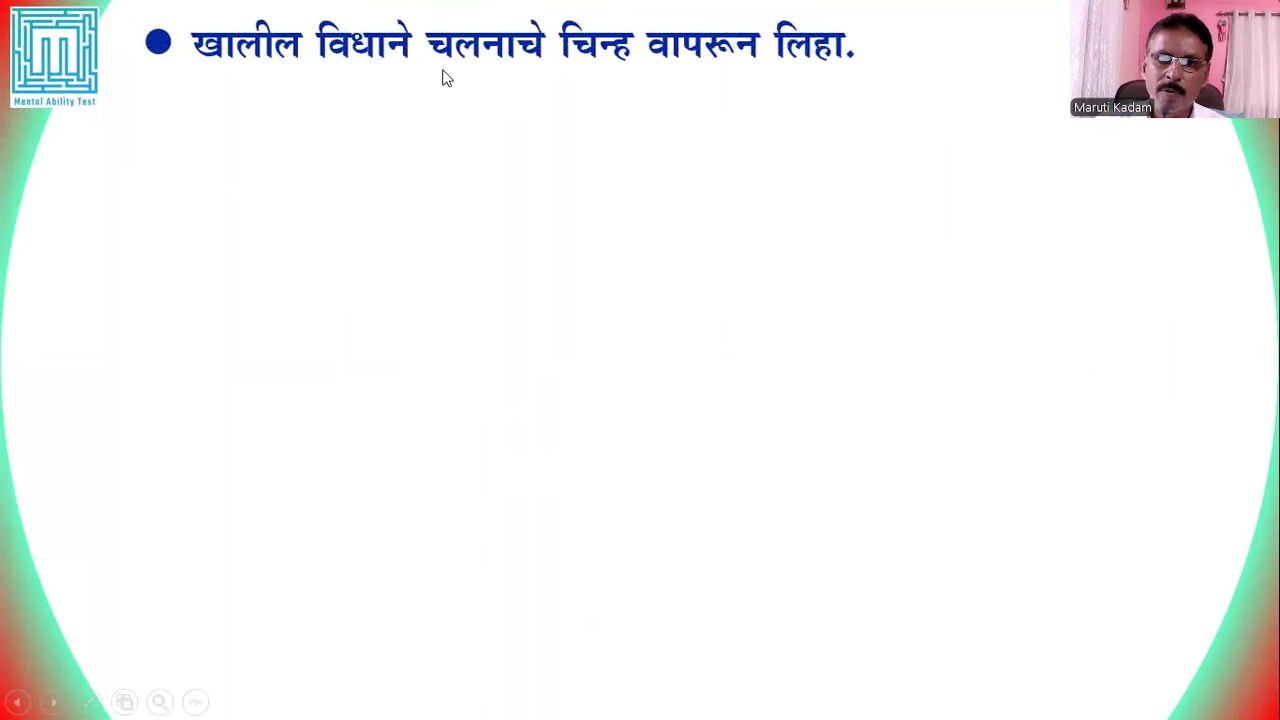 ● खालील विधाने चलनाचे चिन्ह वापरून लिहा.
Mental Ability Test
Maruti Kadam